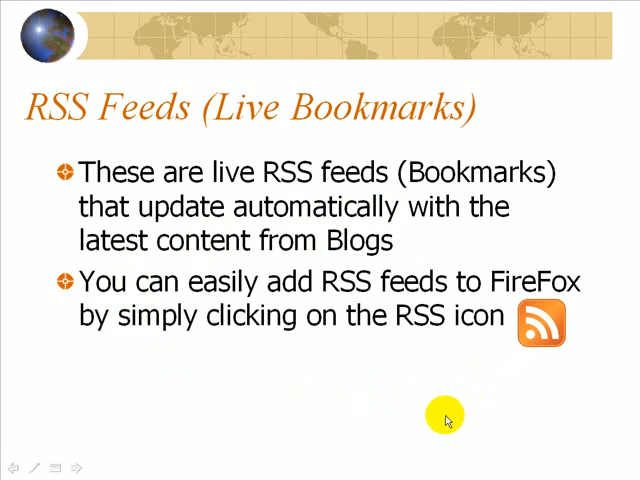 RSS Feeds (Live Bookmarks)
These are live RSS feeds (Bookmarks)
that update automatically with the
latest content from Blogs
You can easily add RSS feeds to FireFox
by simply clicking on the RSS icon